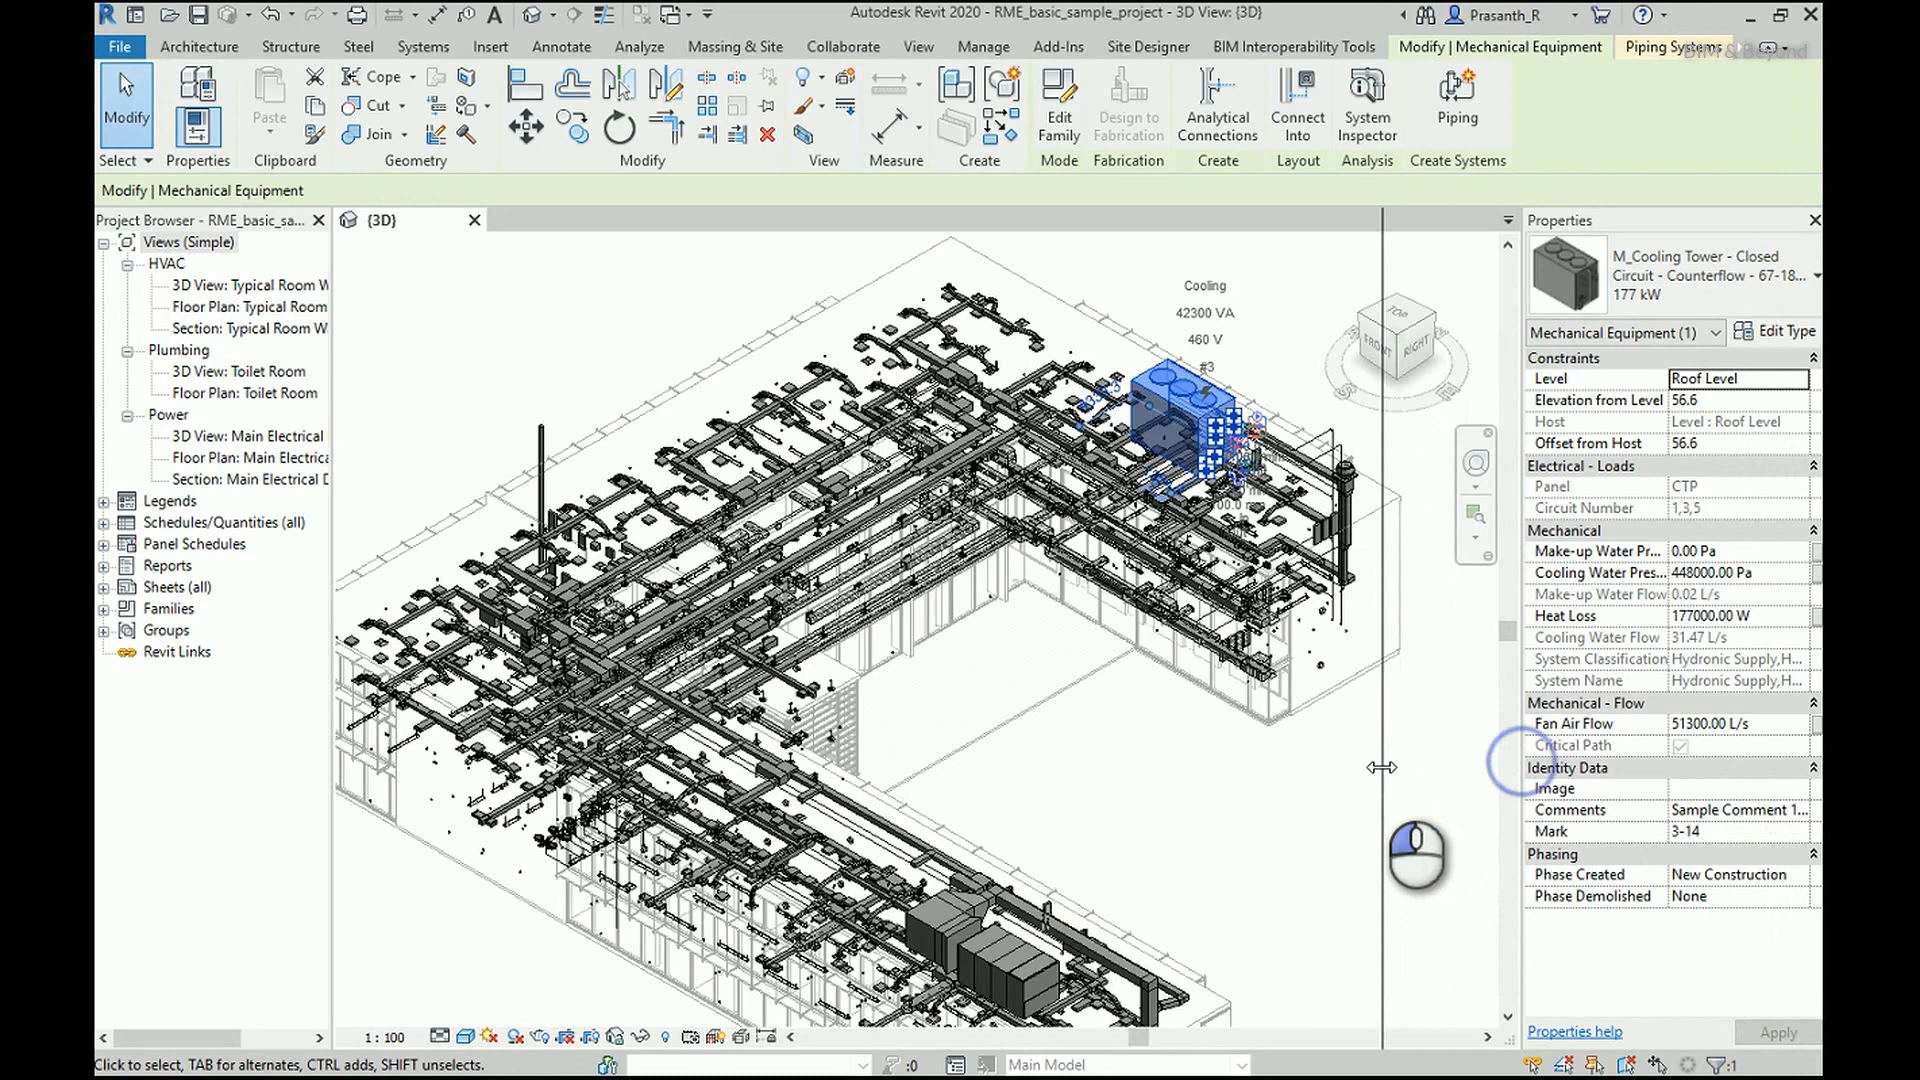 Autodesk Revit 2020 - RME_basic_sample_project - 3D View: {3D}
Prasanth_R
File Architecture Structure Steel Systems Insert Annotate Analyze Massing & Site Collaborate View Manage Add-Ins Site Designer BIM Interoperability Tools Modify | Mechanical Equipment Piping Systems
BIM & Beyond
Modify
Paste
Cope
Cut
Join
Edit Family
Design to Fabrication
Analytical Connections
Connect Into
System Inspector
Piping
Select Properties Clipboard Geometry Modify View Measure Create Mode Fabrication Create Layout Analysis Create Systems
Modify | Mechanical Equipment
Project Browser - RME_basic_sa...
{3D}
Views (Simple)
HVAC
3D View: Typical Room W
Floor Plan: Typical Room
Section: Typical Room W
Plumbing
3D View: Toilet Room
Floor Plan: Toilet Room
Power
3D View: Main Electrical
Floor Plan: Main Electrica
Section: Main Electrical D
Legends
Schedules/Quantities (all)
Panel Schedules
Reports
Sheets (all)
Families
Groups
Revit Links
Cooling
42300 VA
460 V
#3
TOP
FRONT
RIGHT
S
E
Properties
M_Cooling Tower - Closed
Circuit - Counterflow - 67-18...
177 kW
Mechanical Equipment (1)
Edit Type
Constraints
Level Roof Level
Elevation from Level 56.6
Host Level : Roof Level
Offset from Host 56.6
Electrical - Loads
Panel CTP
Circuit Number 1,3,5
Mechanical
Make-up Water Pr... 0.00 Pa
Cooling Water Pres... 448000.00 Pa
Make-up Water Flow 0.02 L/s
Heat Loss 177000.00 W
Cooling Water Flow 31.47 L/s
System Classification Hydronic Supply,H...
System Name Hydronic Supply,H...
Mechanical - Flow
Fan Air Flow 51300.00 L/s
Critical Path
Identity Data
Image
Comments Sample Comment 1...
Mark 3-14
Phasing
Phase Created New Construction
Phase Demolished None
Properties help
Apply
1 : 100
Click to select, TAB for alternates, CTRL adds, SHIFT unselects.
:0
Main Model
:1